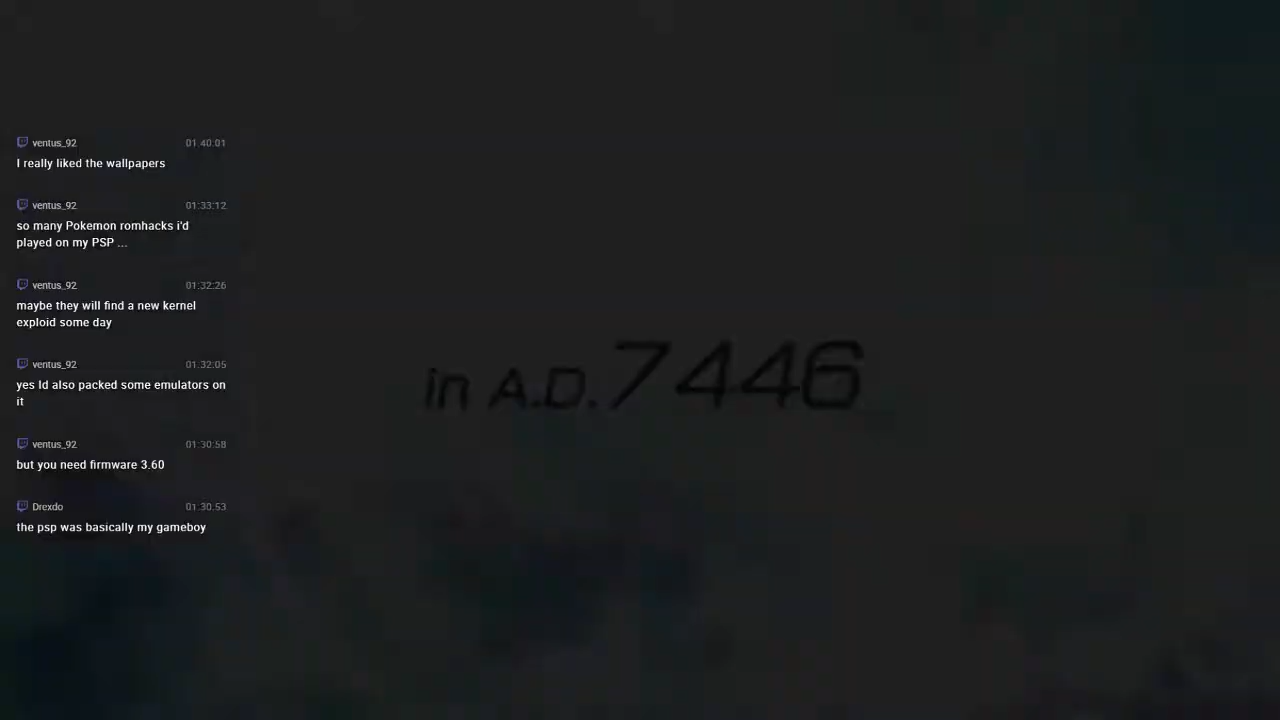 ventus_92 01:40:01
I really liked the wallpapers
ventus_92 01:33:12
so many Pokemon romhacks i'd
played on my PSP ...
ventus_92 01:32:26
maybe they will find a new kernel
exploid some day
ventus_92 01:32:05
yes Id also packed some emulators on
it
ventus_92 01:30:58
but you need firmware 3.60
Drexdo 01:30:53
the psp was basically my gameboy
in A.D.7446